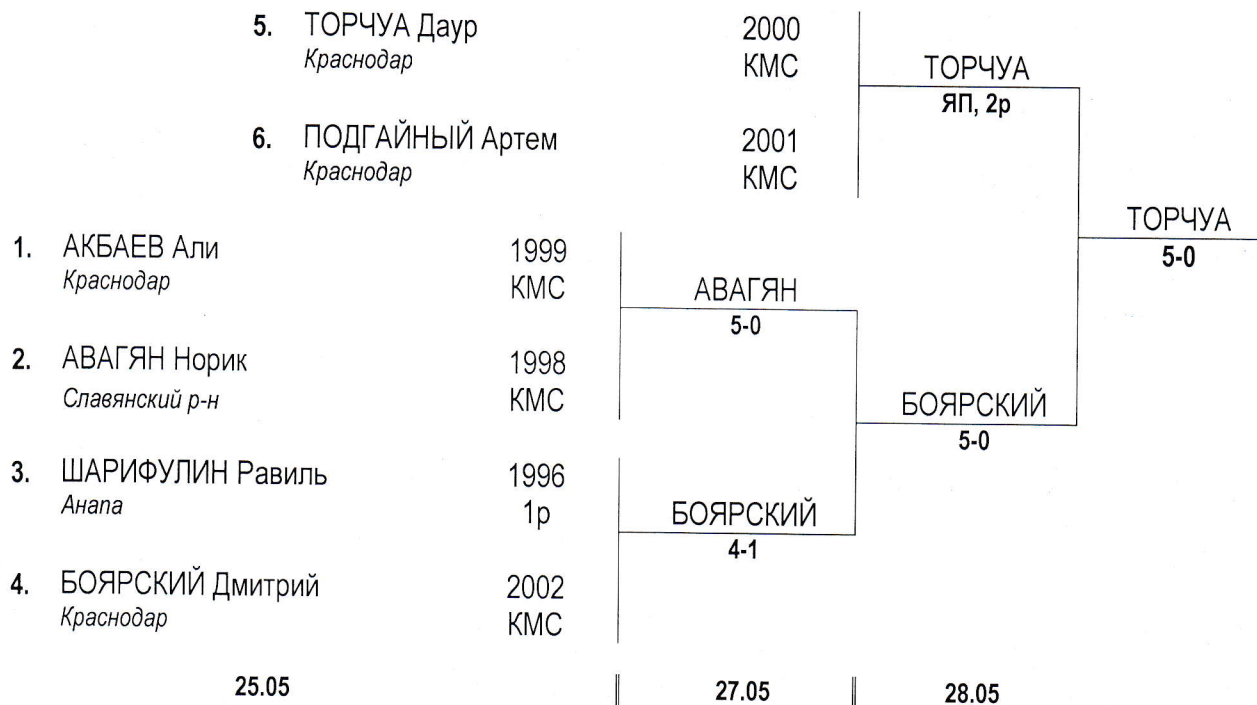 5. ТОРЧУА Даур 2000
Краснодар КМС
ТОРЧУА
ЯП, 2р
6. ПОДГАЙНЫЙ Артем 2001
Краснодар КМС
ТОРЧУА
5-0
1. АКБАЕВ Али 1999
Краснодар КМС
АВАГЯН
5-0
2. АВАГЯН Норик 1998
Славянский р-н КМС
БОЯРСКИЙ
5-0
3. ШАРИФУЛИН Равиль 1996
Анапа 1р
БОЯРСКИЙ
4-1
4. БОЯРСКИЙ Дмитрий 2002
Краснодар КМС
25.05 27.05 28.05